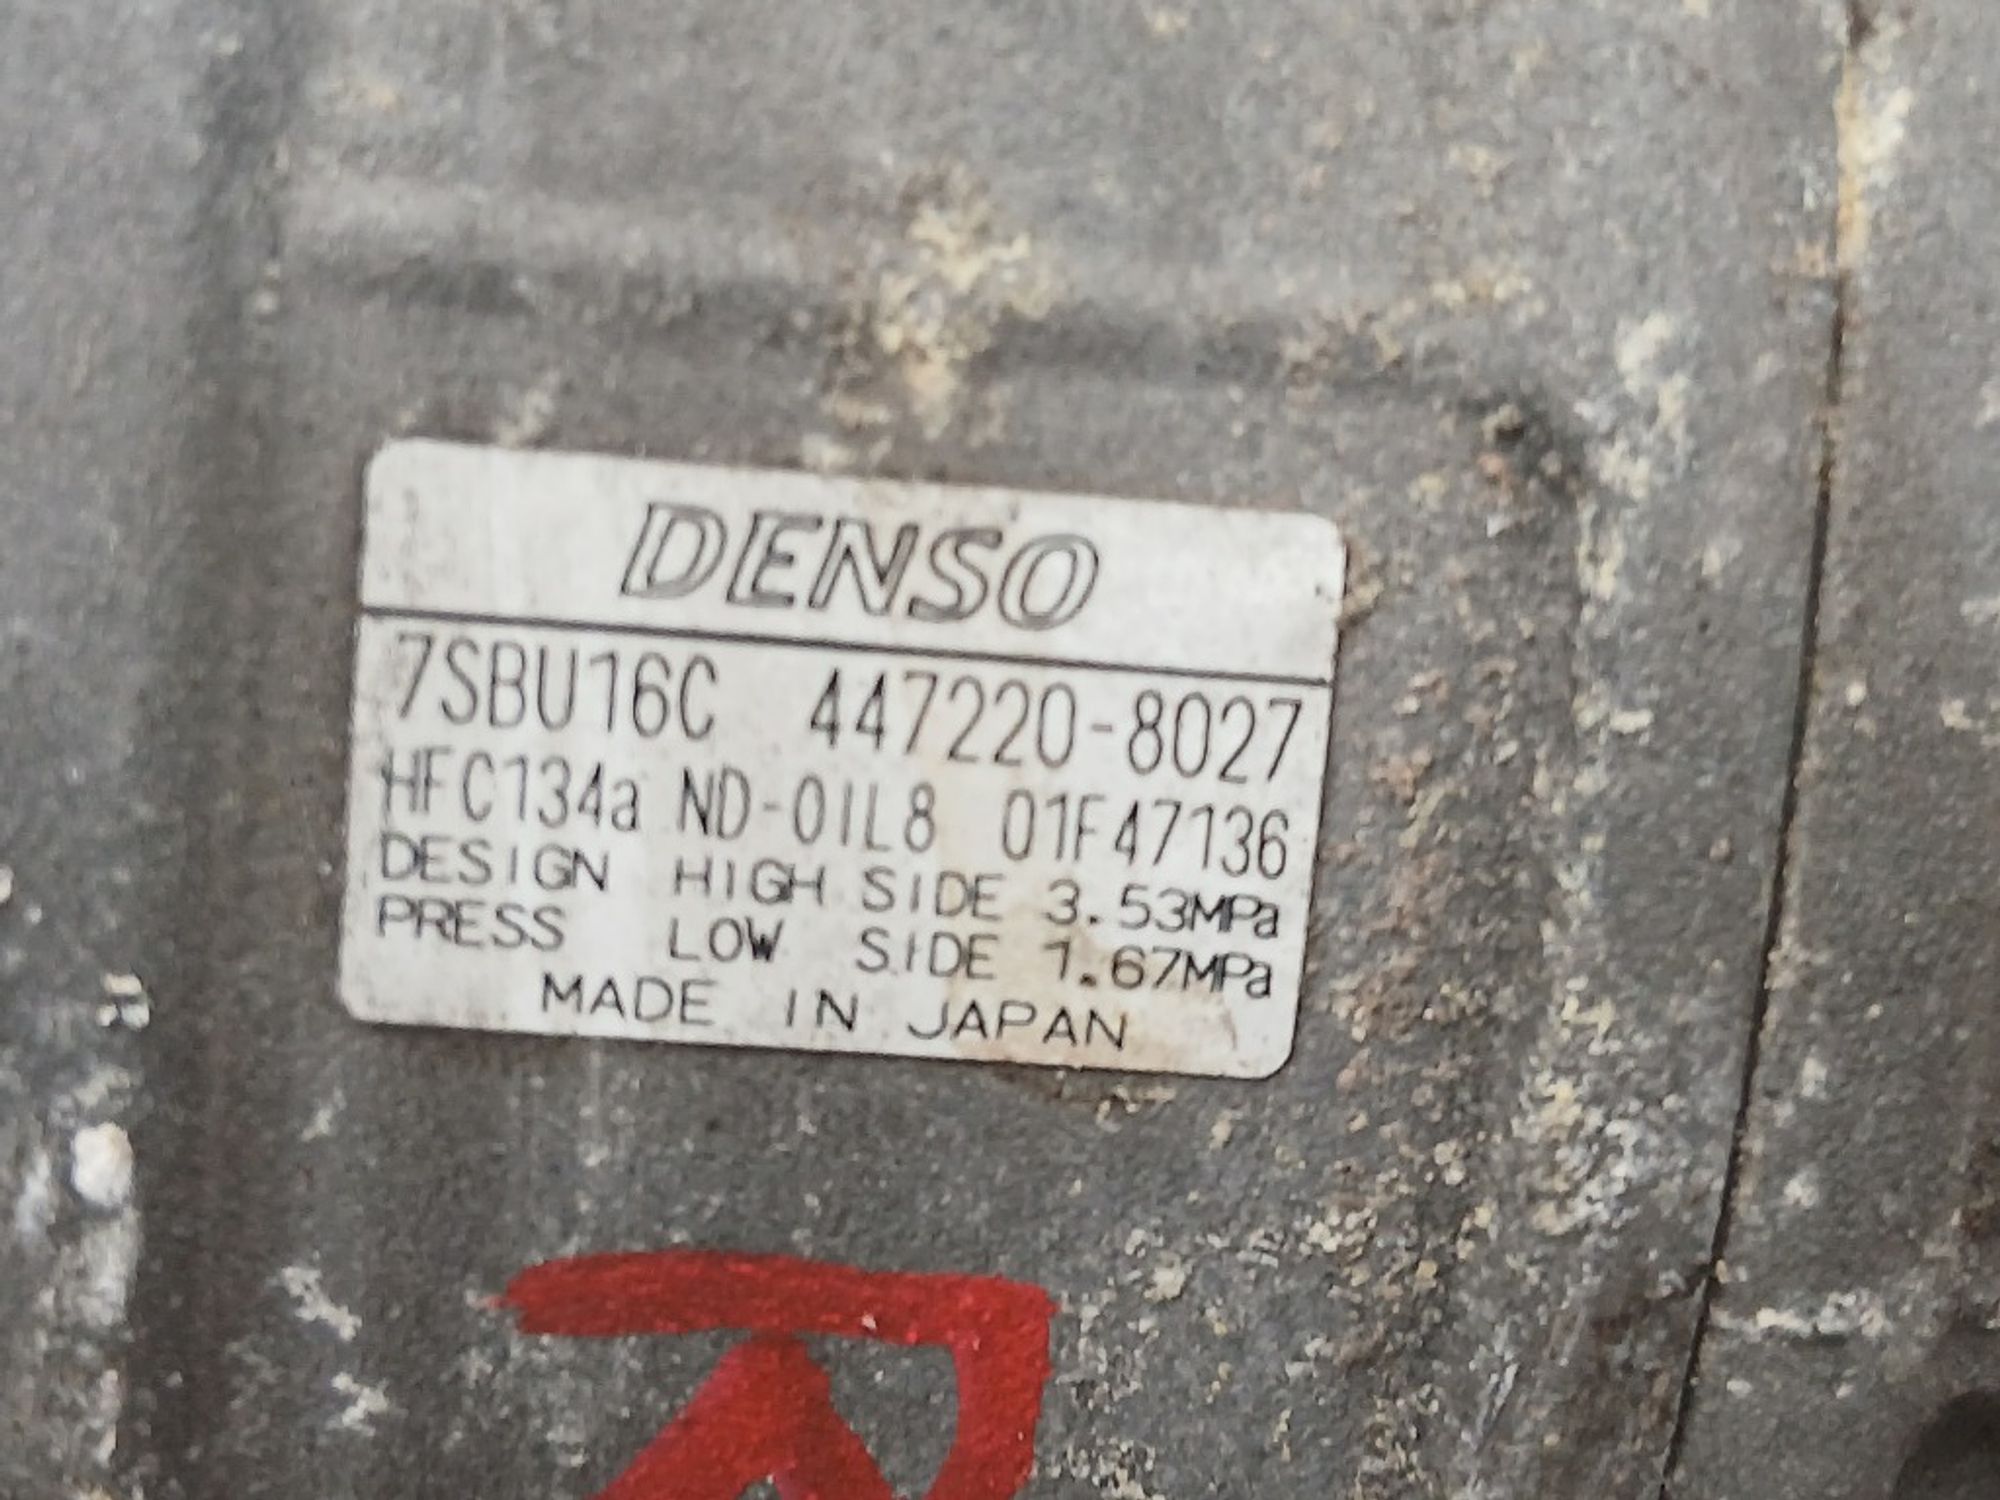 DENSO
7SBU16C 447220-8027
HFC134a ND-OIL8 01F47136
DESIGN HIGH SIDE 3.53MPa
PRESS LOW SIDE 1.67MPa
MADE IN JAPAN